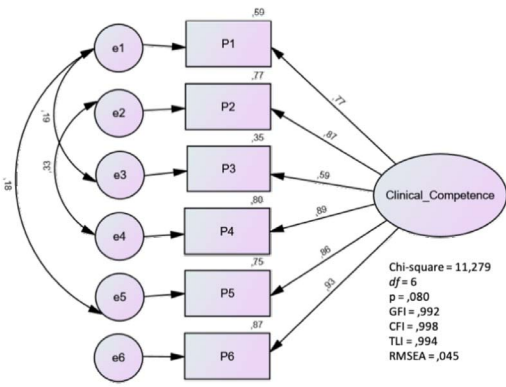 ,59
e1
P1
,77
,77
e2
P2
,87
,19
,35
e3
P3
,59
,33
,18
,80
e4
P4
,89
,75
e5
P5
,86
,87
e6
P6
,93
Clinical_Competence
Chi-square = 11,279
df = 6
p = ,080
GFI = ,992
CFI = ,998
TLI = ,994
RMSEA = ,045